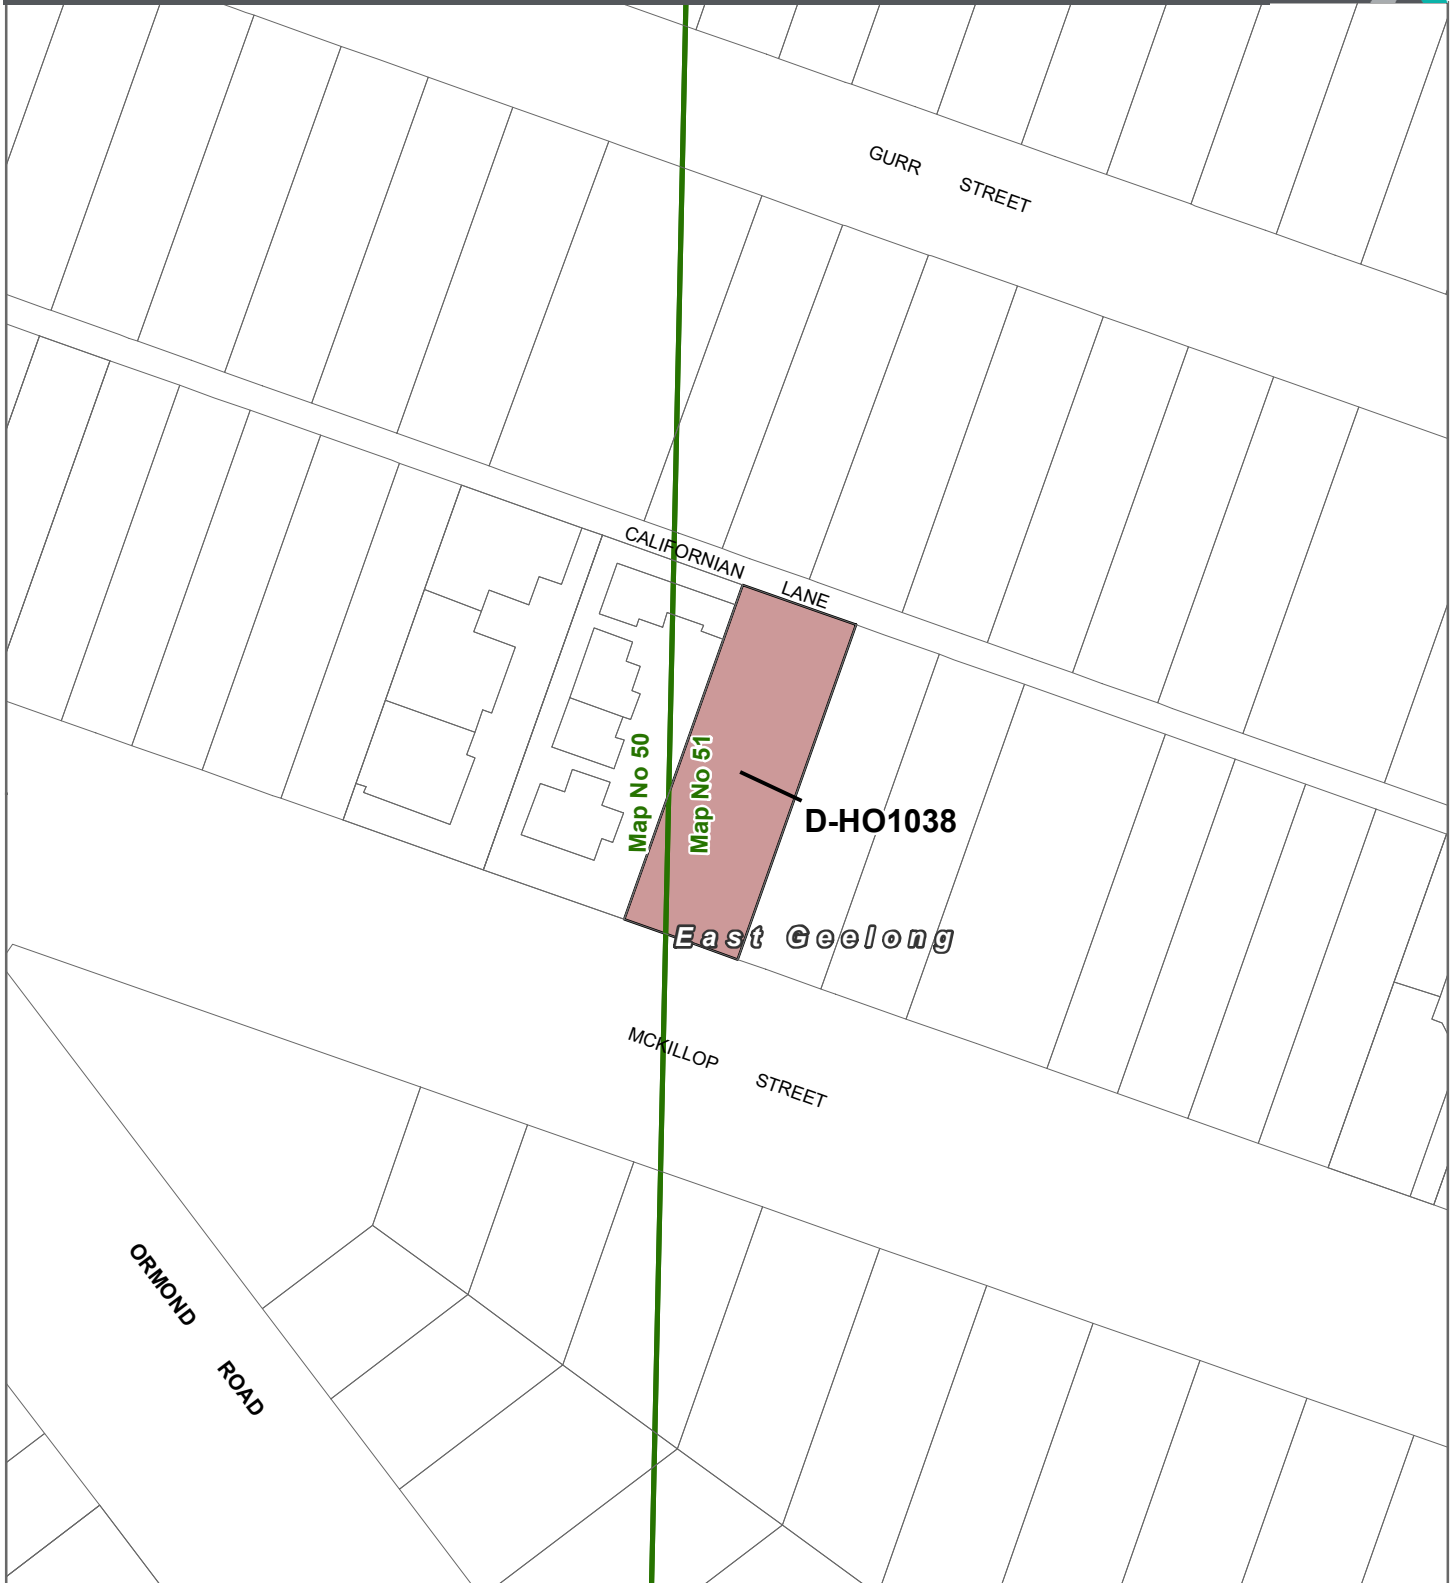 GURR STREET
CALIFORNIAN LANE
Map No 50
Map No 51
D-HO1038
East Geelong
MCKILLOP STREET
ORMOND ROAD